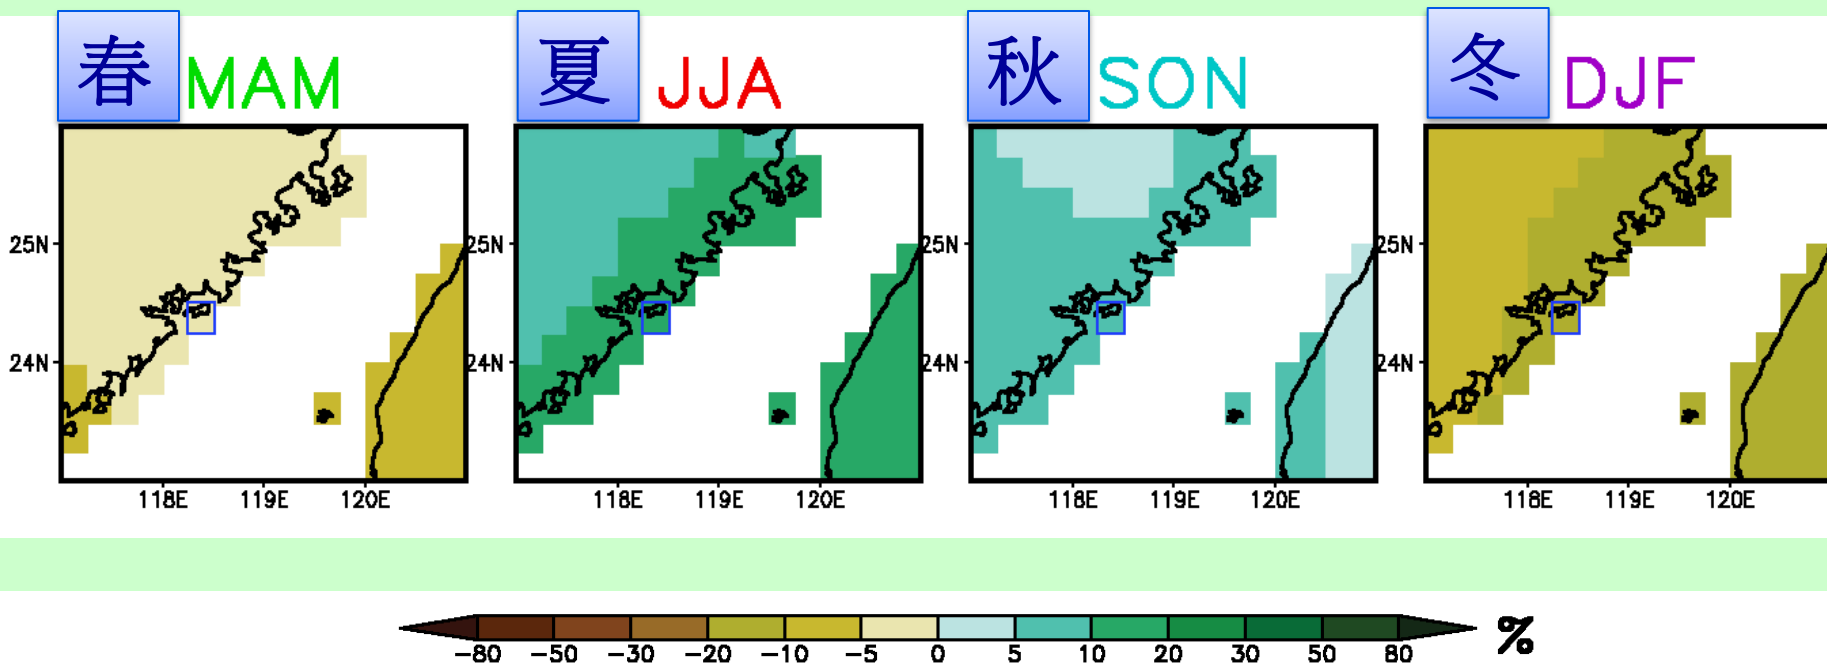 春 MAM 夏 JJA 秋 SON 冬 DJF
25N 25N 25N 25N
24N 24N 24N 24N
118E 119E 120E 118E 119E 120E 118E 119E 120E 118E 119E 120E
-80 -50 -30 -20 -10 -5 0 5 10 20 30 50 80 %